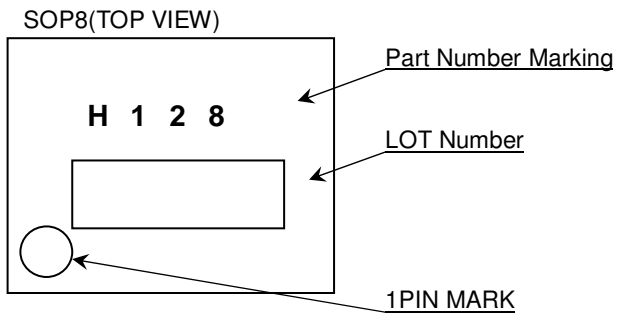 SOP8(TOP VIEW)
Part Number Marking
H 1 2 8
LOT Number
1PIN MARK